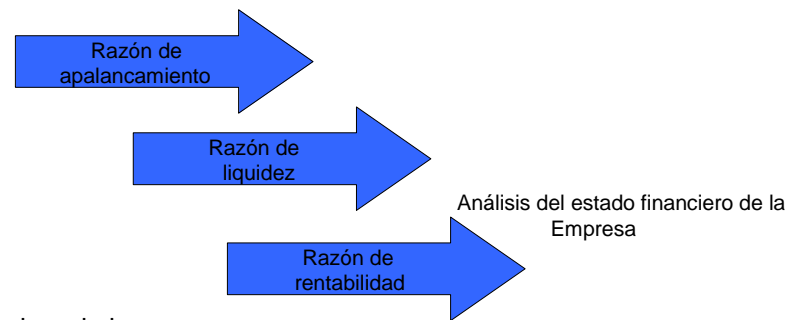 Razón de
apalancamiento
Razón de
liquidez
Análisis del estado financiero de la
Empresa
Razón de
rentabilidad